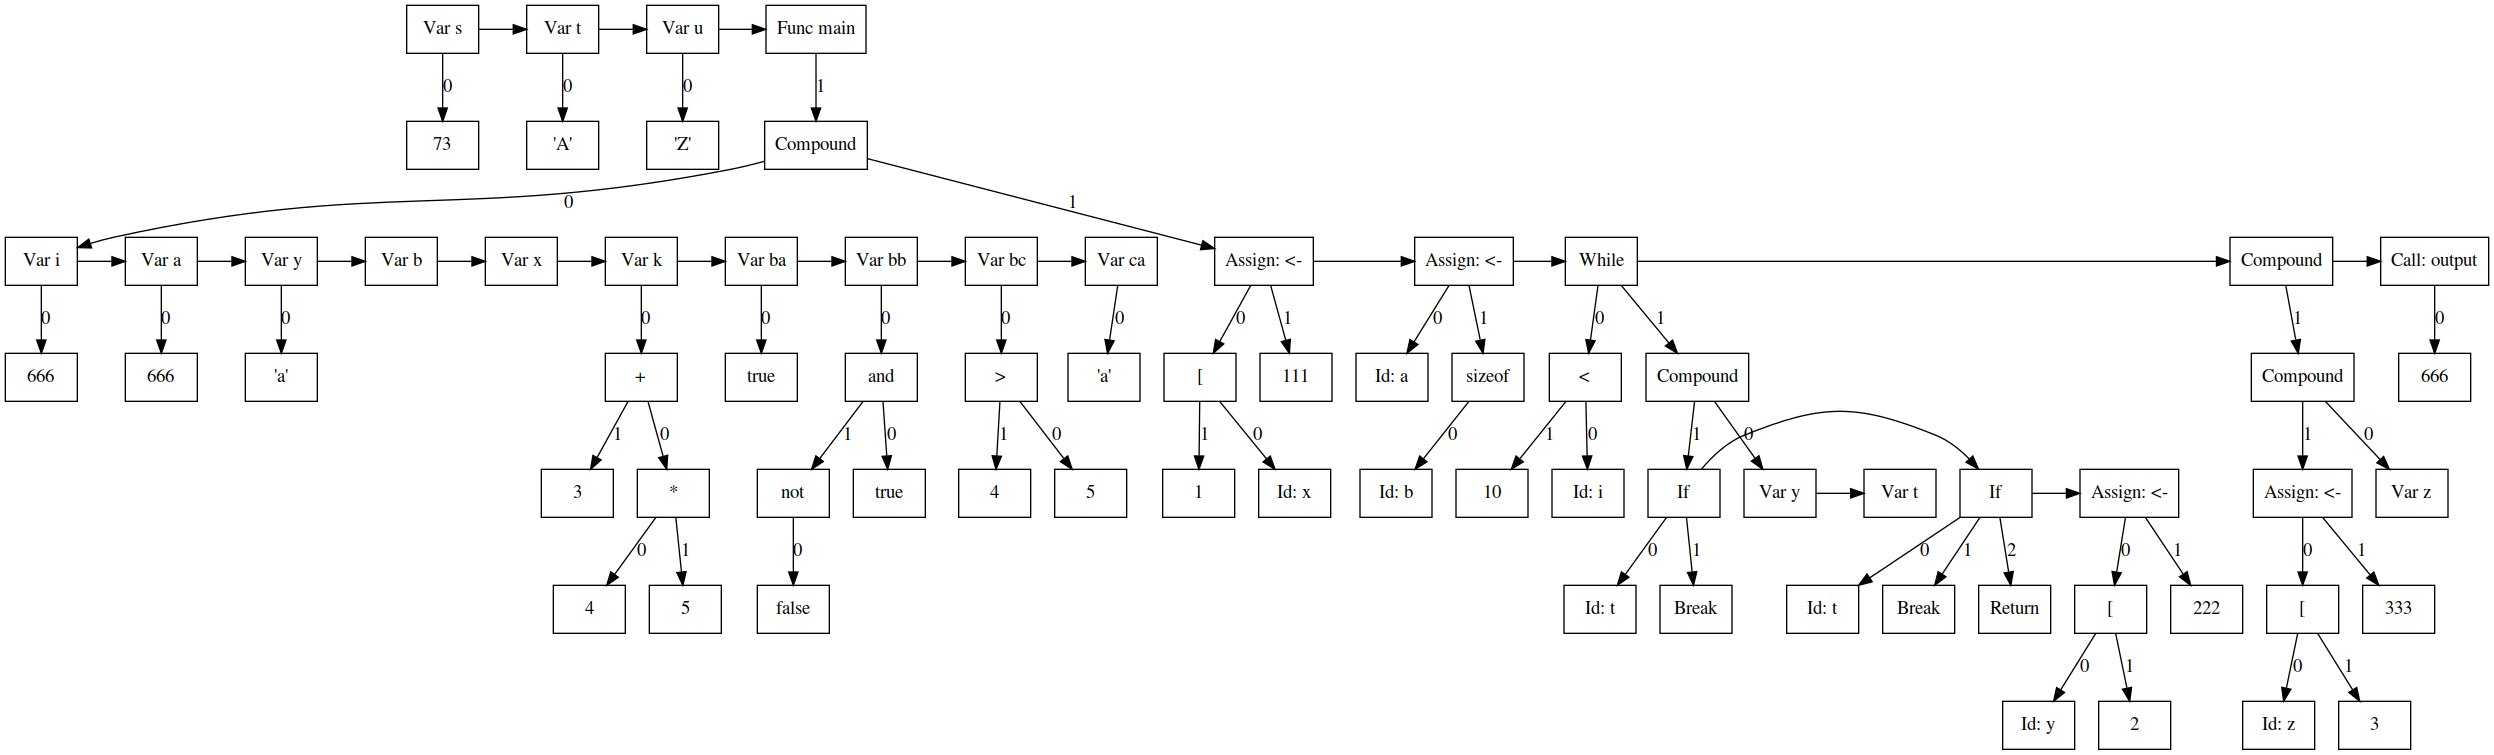 Var s
Var t
Var u
Func main
0
0
0
1
73
'A'
'Z'
Compound
0
1
Var i
Var a
Var y
Var b
Var x
Var k
Var ba
Var bb
Var bc
Var ca
Assign: <-
Assign: <-
While
Compound
Call: output
0
0
0
0
0
0
0
0
0
1
0
1
0
1
1
0
666
666
'a'
+
true
and
>
'a'
[
111
Id: a
sizeof
<
Compound
Compound
666
1
0
1
0
1
0
1
0
0
1
0
1
0
1
0
3
*
not
true
4
5
1
Id: x
Id: b
10
Id: i
If
Var y
Var t
If
Assign: <-
Assign: <-
Var z
0
1
0
0
1
0
1
2
0
1
0
1
4
5
false
Id: t
Break
Id: t
Break
Return
[
222
[
333
0
1
0
1
Id: y
2
Id: z
3